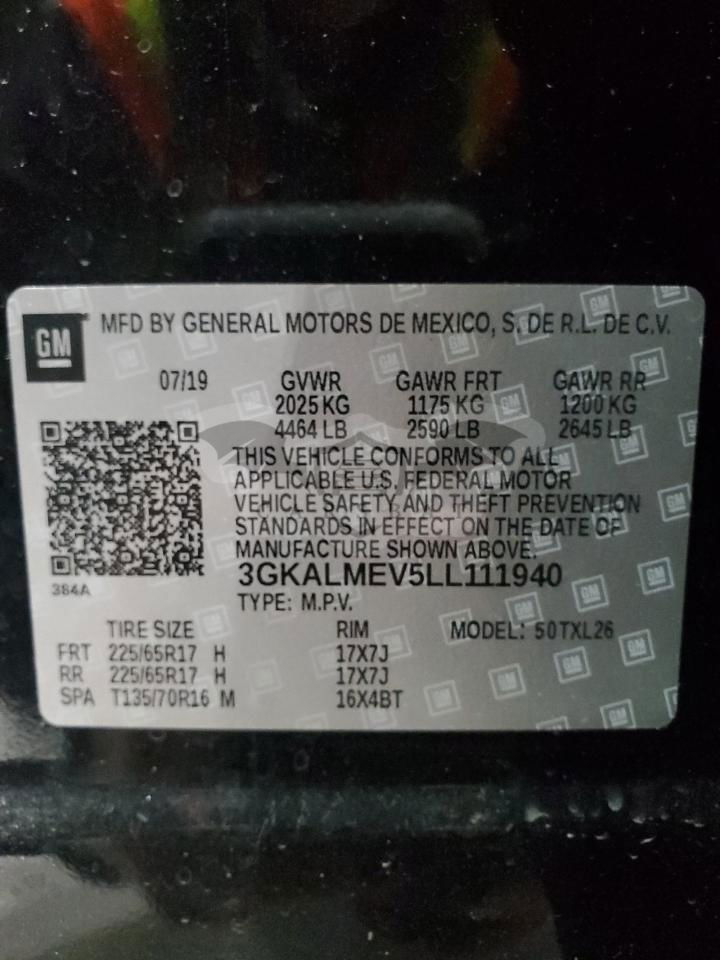 GM MFD BY GENERAL MOTORS DE MEXICO, S. DE R.L. DE C.V.
07/19 GVWR GAWR FRT GAWR RR
2025 KG 1175 KG 1200 KG
4464 LB 2590 LB 2645 LB
THIS VEHICLE CONFORMS TO ALL
APPLICABLE U.S. FEDERAL MOTOR
VEHICLE SAFETY AND THEFT PREVENTION
STANDARDS IN EFFECT ON THE DATE OF
MANUFACTURE SHOWN ABOVE.
3GKALMEV5LL111940
384A
TYPE: M.P.V.
TIRE SIZE RIM MODEL: 50TXL26
FRT 225/65R17 H 17X7J
RR 225/65R17 H 17X7J
SPA T135/70R16 M 16X4BT